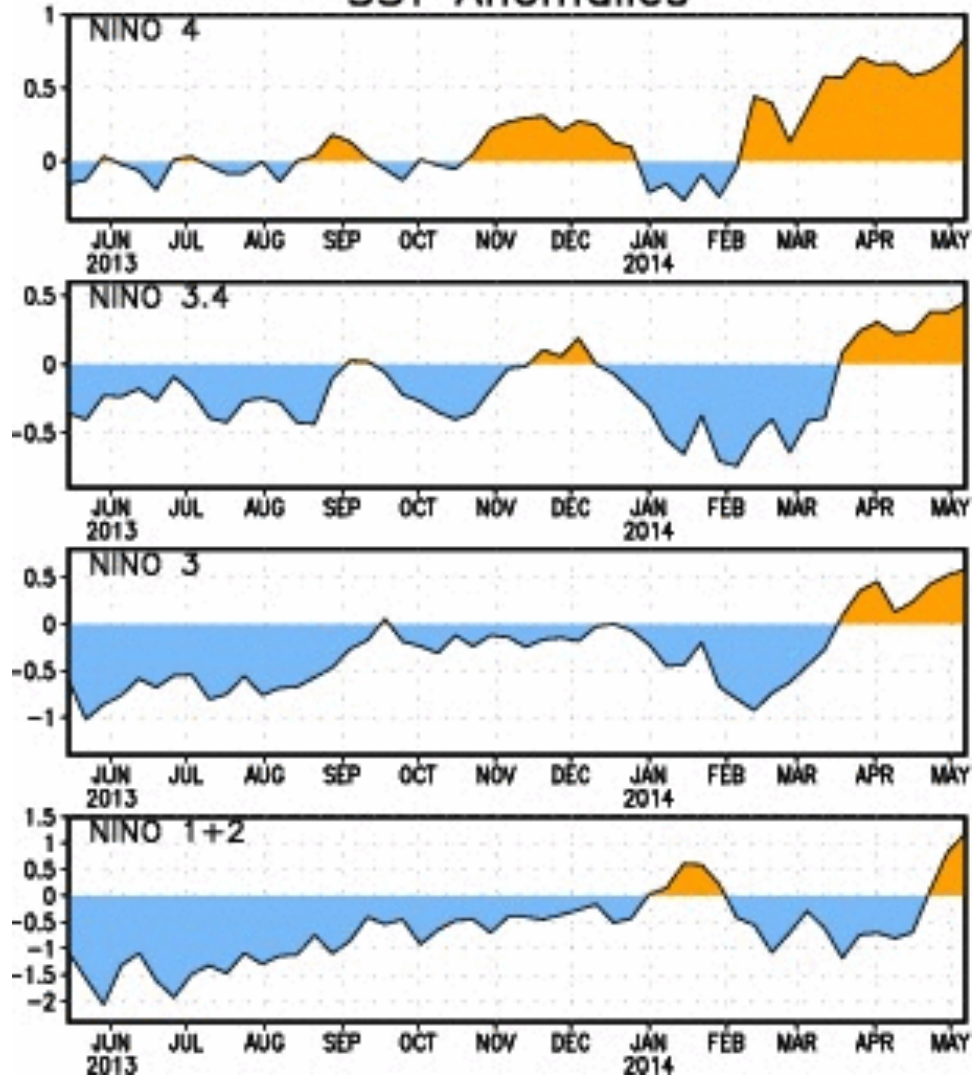 SST Anomalies
NINO 4
1
0.5
0
JUN JUL AUG SEP OCT NOV DEC JAN FEB MAR APR MAY
2013 2014
NINO 3.4
0.5
0
-0.5
JUN JUL AUG SEP OCT NOV DEC JAN FEB MAR APR MAY
2013 2014
NINO 3
0.5
0
-0.5
-1
JUN JUL AUG SEP OCT NOV DEC JAN FEB MAR APR MAY
2013 2014
NINO 1+2
1.5
1
0.5
0
-0.5
-1
-1.5
-2
JUN JUL AUG SEP OCT NOV DEC JAN FEB MAR APR MAY
2013 2014